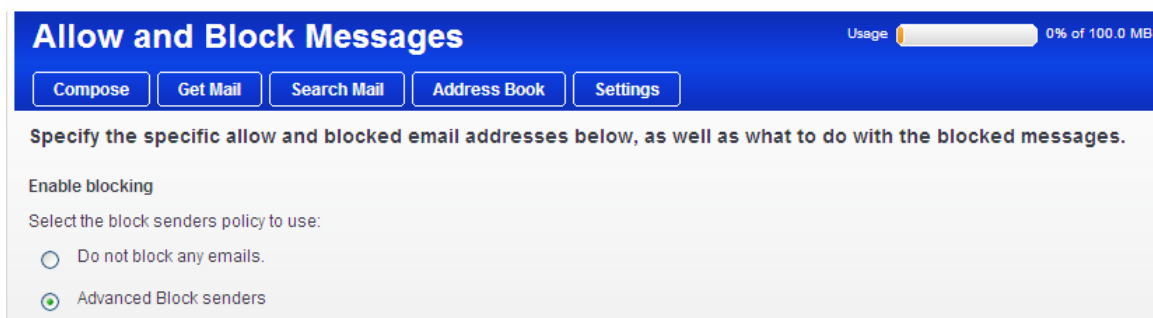 Allow and Block Messages
Usage 0% of 100.0 MB
Compose Get Mail Search Mail Address Book Settings
Specify the specific allow and blocked email addresses below, as well as what to do with the blocked messages.
Enable blocking
Select the block senders policy to use:
Do not block any emails.
Advanced Block senders